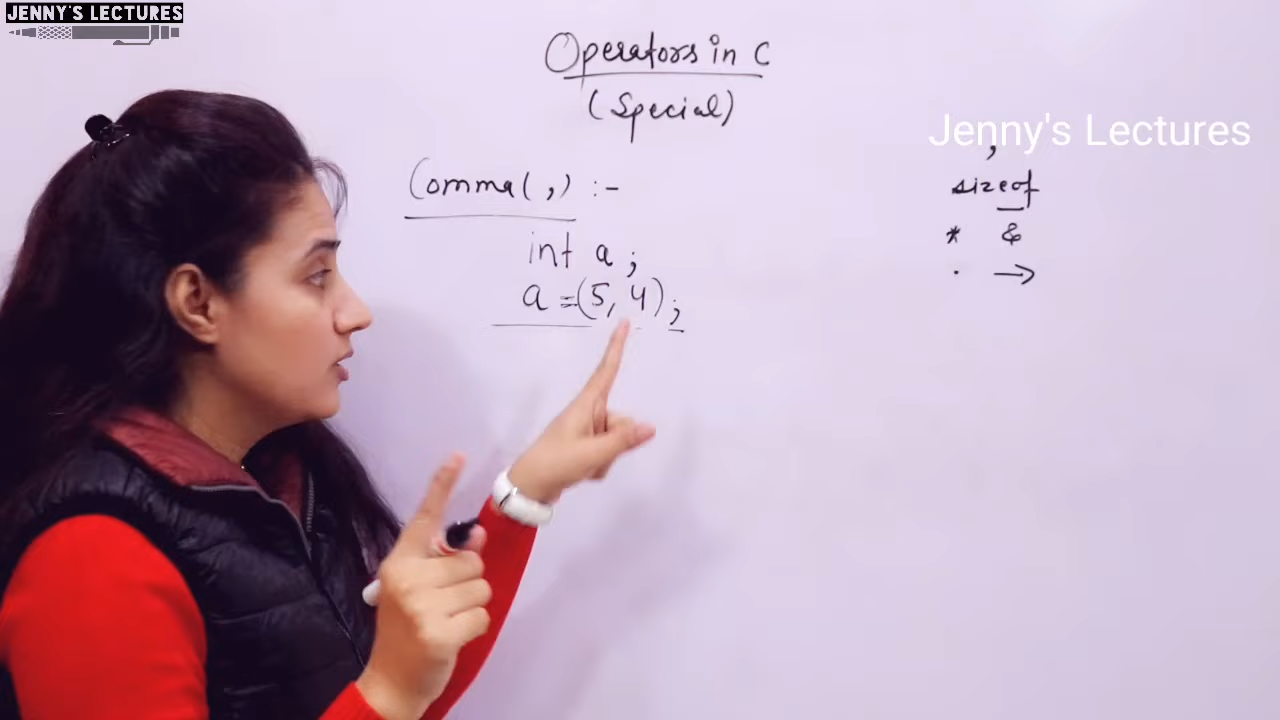 JENNY'S LECTURES
Operators in C
(Special)
Jenny's Lectures
,
sizeof
* &
. →
Comma( , ) :-
int a ;
a =(5, 4) ;